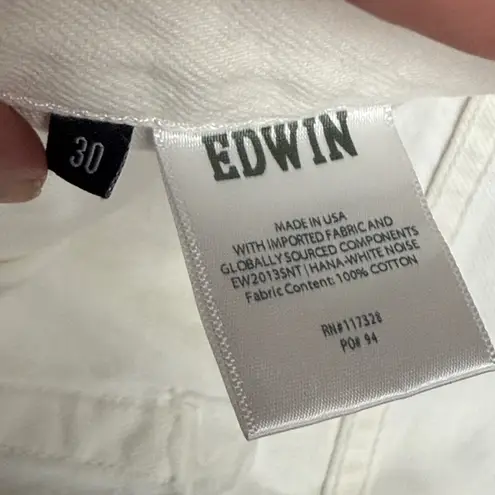 30
EDWIN
MADE IN USA
WITH IMPORTED FABRIC AND
GLOBALLY SOURCED COMPONENTS
EW2013SNT | HANA-WHITE NOISE
Fabric Content: 100% COTTON
RN#117328
PO# 94